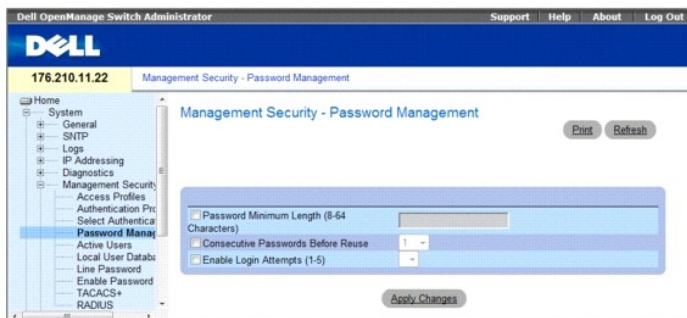 Dell OpenManage Switch Administrator
Support Help About Log Out
DELL
176.210.11.22
Management Security - Password Management
Home
System
General
SNTP
Logs
IP Addressing
Diagnostics
Management Security
Access Profiles
Authentication Pro
Select Authentica
Password Manag
Active Users
Local User Databa
Line Password
Enable Password
TACACS+
RADIUS
Management Security - Password Management
Print Refresh
Password Minimum Length (8-64
Characters)
Consecutive Passwords Before Reuse 1
Enable Login Attempts (1-5)
Apply Changes